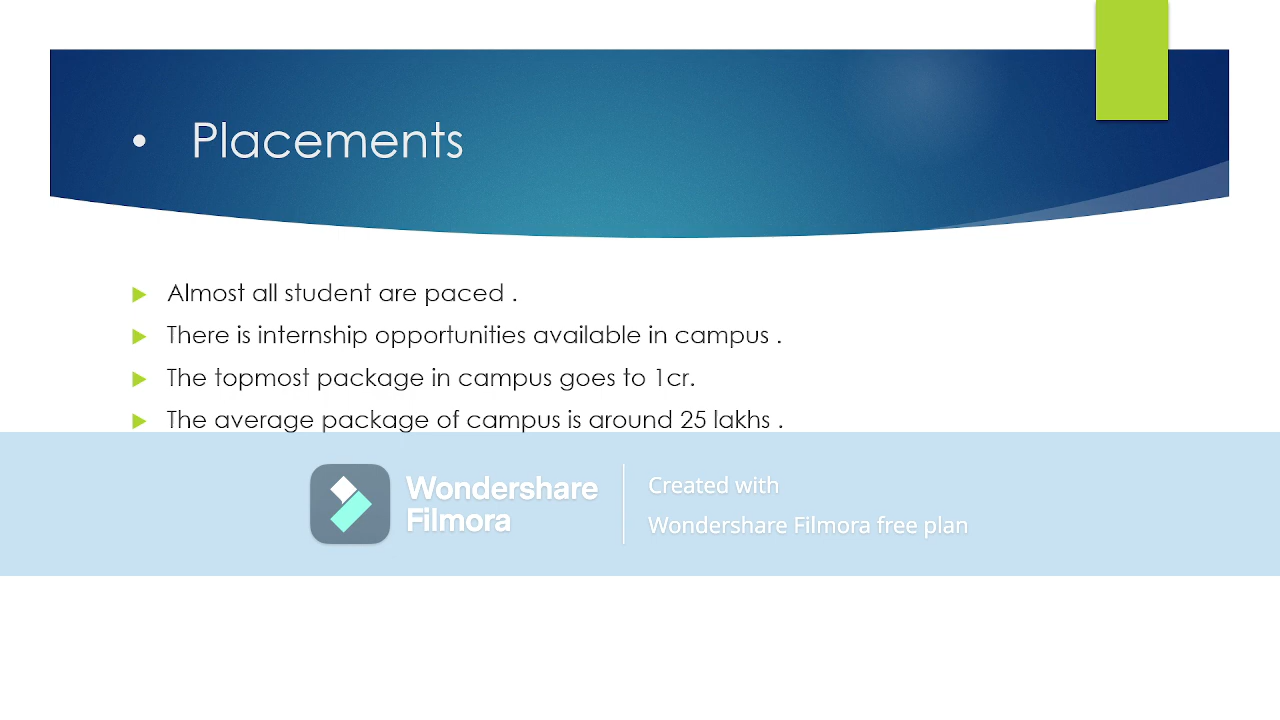 • Placements
Almost all student are paced .
There is internship opportunities available in campus .
The topmost package in campus goes to 1cr.
The average package of campus is around 25 lakhs .
Wondershare
Filmora
Created with
Wondershare Filmora free plan